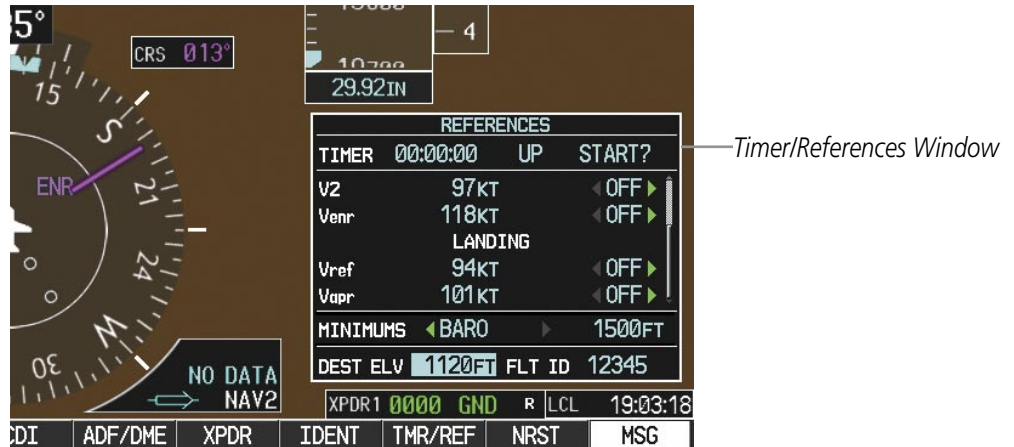 5°
CRS 013°
4
29.92IN
15
S
21
24
W
30
ENR
REFERENCES
TIMER 00:00:00 UP START?
V2 97KT OFF
Venr 118KT OFF
LANDING
Vref 94KT OFF
Vapr 101KT OFF
MINIMUMS BARO 1500FT
DEST ELV 1120FT FLT ID 12345
Timer/References Window
NO DATA
NAV2
XPDR1 0000 GND R LCL 19:03:18
CDI ADF/DME XPDR IDENT TMR/REF NRST MSG